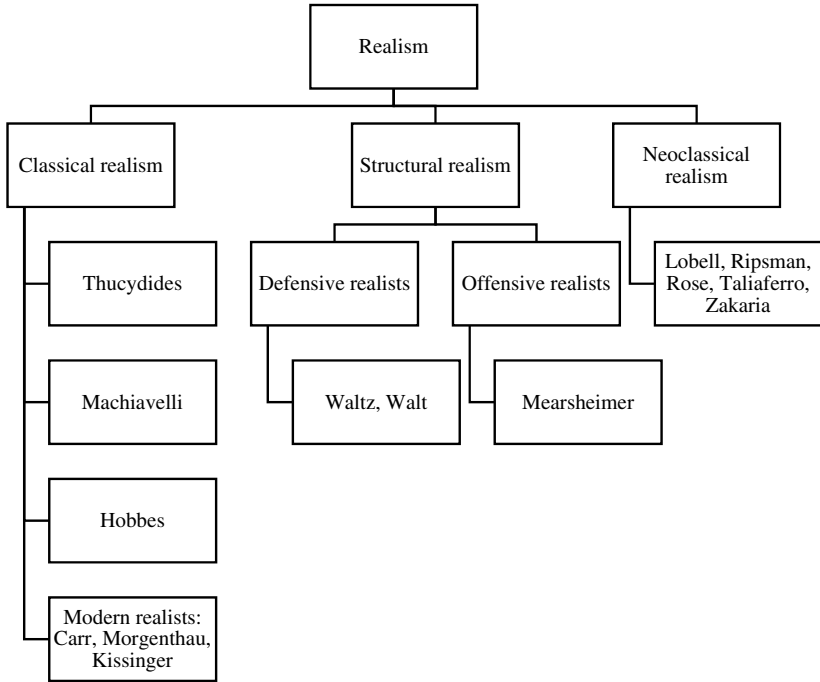 Realism
Classical realism
Structural realism
Neoclassical
realism
Thucydides
Defensive realists
Offensive realists
Lobell, Ripsman,
Rose, Taliaferro,
Zakaria
Machiavelli
Waltz, Walt
Mearsheimer
Hobbes
Modern realists:
Carr, Morgenthau,
Kissinger